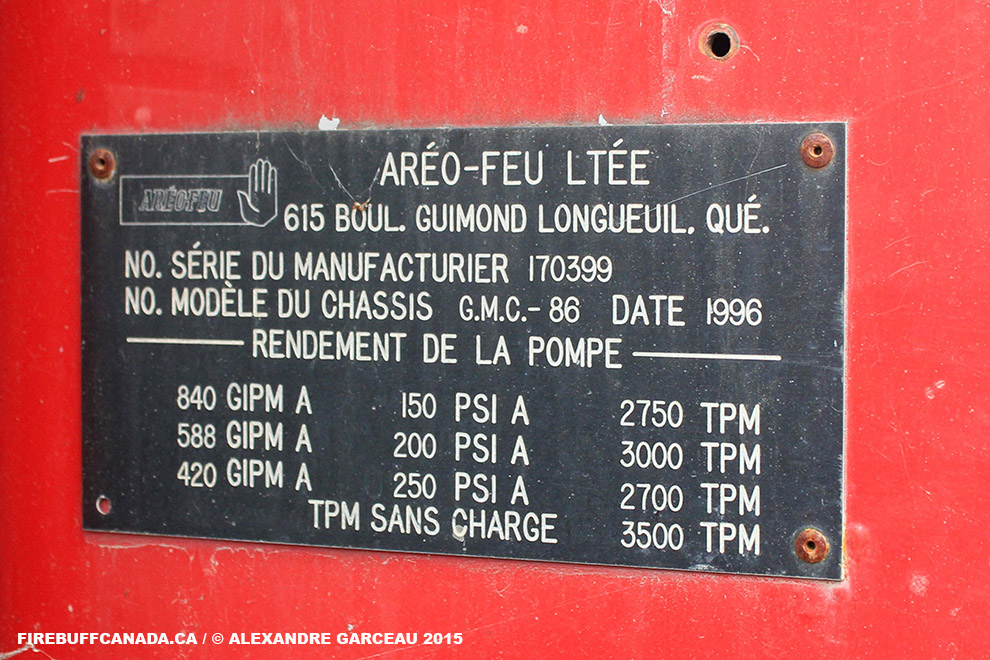 ARÉO-FEU LTÉE
ARÉO-FEU
615 BOUL. GUIMOND LONGUEUIL, QUÉ.
NO. SÉRIE DU MANUFACTURIER 170399
NO. MODÈLE DU CHASSIS G.M.C.- 86 DATE 1996
RENDEMENT DE LA POMPE
840 GIPM A 150 PSI A 2750 TPM
588 GIPM A 200 PSI A 3000 TPM
420 GIPM A 250 PSI A 2700 TPM
TPM SANS CHARGE 3500 TPM
FIREBUFFCANADA.CA / © ALEXANDRE GARCEAU 2015